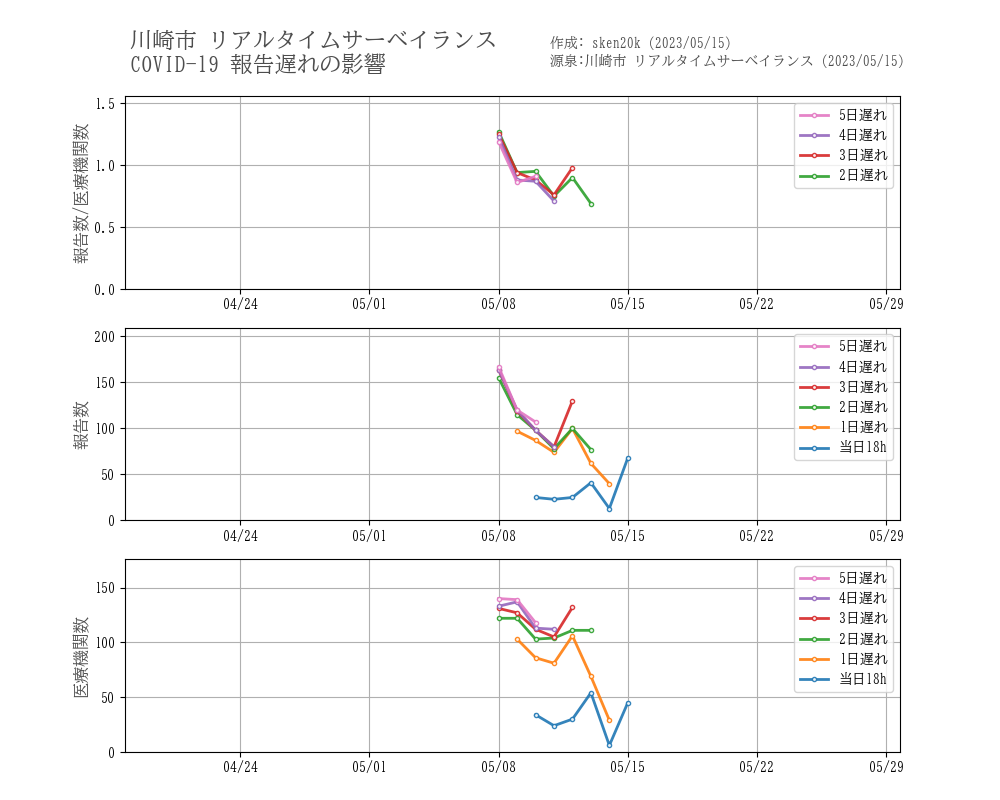 川崎市 リアルタイムサーベイランス
COVID-19 報告遅れの影響
作成: sken20k (2023/05/15)
源泉:川崎市 リアルタイムサーベイランス (2023/05/15)
報告数/医療機関数
1.5
1.0
0.5
0.0
5日遅れ
4日遅れ
3日遅れ
2日遅れ
04/24 05/01 05/08 05/15 05/22 05/29
報告数
200
150
100
50
0
5日遅れ
4日遅れ
3日遅れ
2日遅れ
1日遅れ
当日18h
04/24 05/01 05/08 05/15 05/22 05/29
医療機関数
150
100
50
0
5日遅れ
4日遅れ
3日遅れ
2日遅れ
1日遅れ
当日18h
04/24 05/01 05/08 05/15 05/22 05/29